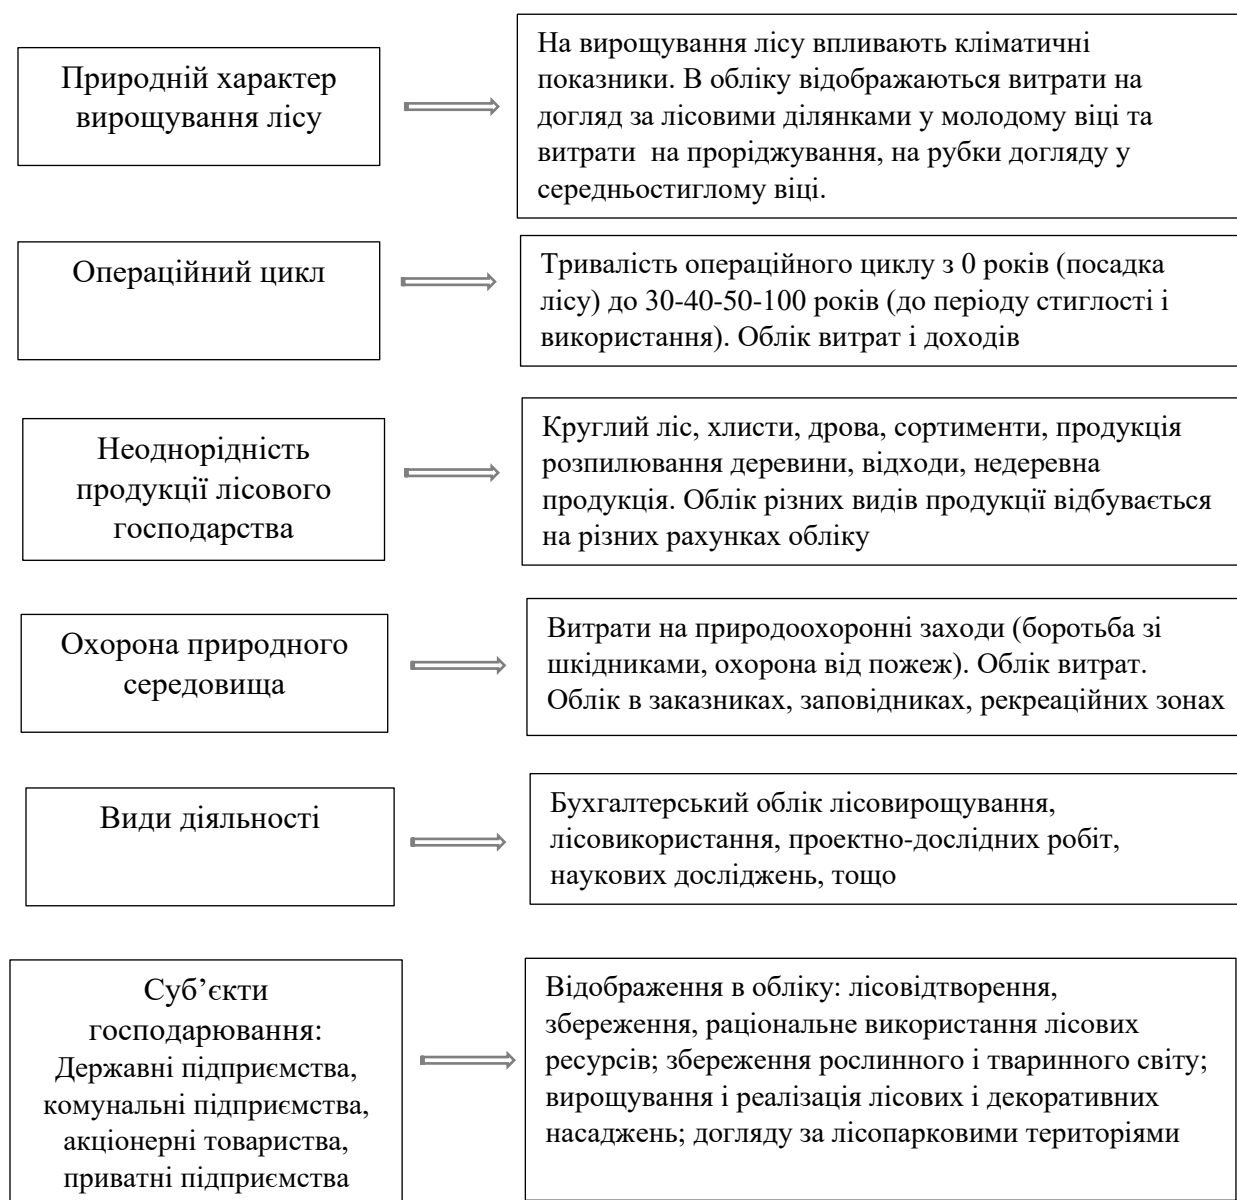 Природній характер
вирощування лісу
На вирощування лісу впливають кліматичні
показники. В обліку відображаються витрати на
догляд за лісовими ділянками у молодому віці та
витрати на проріджування, на рубки догляду у
середньостиглому віці.
Операційний цикл
Тривалість операційного циклу з 0 років (посадка
лісу) до 30-40-50-100 років (до періоду стиглості і
використання). Облік витрат і доходів
Неоднорідність
продукції лісового
господарства
Круглий ліс, хлисти, дрова, сортименти, продукція
розпилювання деревини, відходи, недеревна
продукція. Облік різних видів продукції відбувається
на різних рахунках обліку
Охорона природного
середовища
Витрати на природоохоронні заходи (боротьба зі
шкідниками, охорона від пожеж). Облік витрат.
Облік в заказниках, заповідниках, рекреаційних зонах
Види діяльності
Бухгалтерський облік лісовирощування,
лісовикористання, проектно-дослідних робіт,
наукових досліджень, тощо
Суб’єкти
господарювання:
Державні підприємства,
комунальні підприємства,
акціонерні товариства,
приватні підприємства
Відображення в обліку: лісовідтворення,
збереження, раціональне використання лісових
ресурсів; збереження рослинного і тваринного світу;
вирощування і реалізація лісових і декоративних
насаджень; догляду за лісопарковими територіями